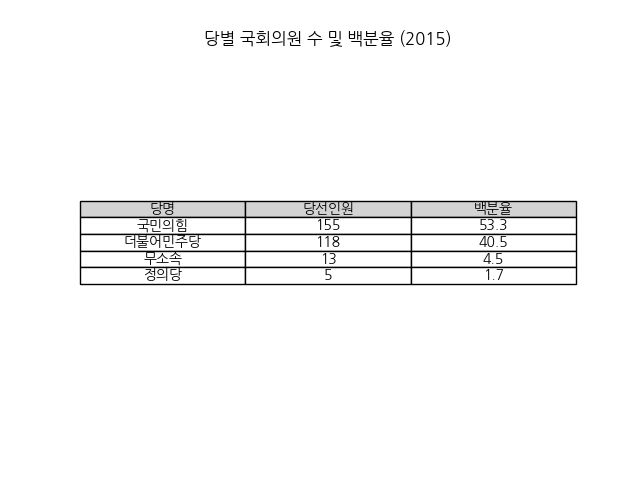 당별 국회의원 수 및 백분율 (2015)
당명 당선인원 백분율
국민의힘 155 53.3
더불어민주당 118 40.5
무소속 13 4.5
정의당 5 1.7